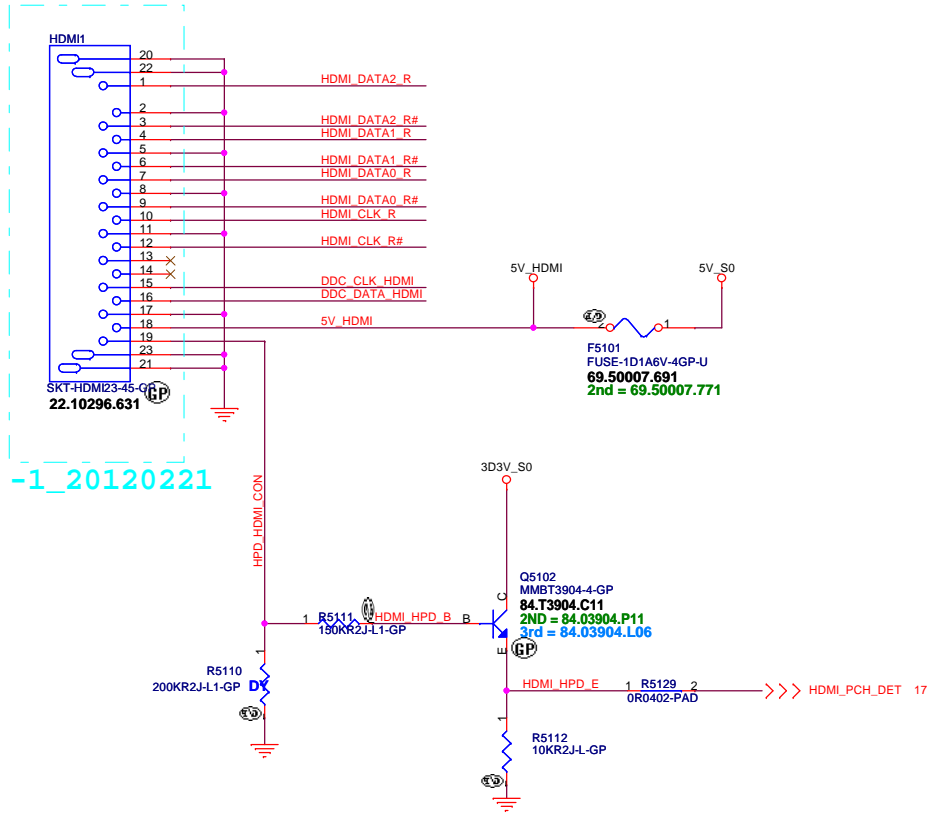 HDMI1
20
22
1 HDMI_DATA2_R
2
3 HDMI_DATA2_R#
4 HDMI_DATA1_R
5
6 HDMI_DATA1_R#
7 HDMI_DATA0_R
8
9 HDMI_DATA0_R#
10 HDMI_CLK_R
11
12 HDMI_CLK_R#
13
14
15 DDC_CLK_HDMI
16 DDC_DATA_HDMI
17
18 5V_HDMI
19
23
21
SKT-HDMI23-45-GP
GP
22.10296.631
-1_20120221
5V_HDMI
5V_S0
2 1
F5101
FUSE-1D1A6V-4GP-U
69.50007.691
2nd = 69.50007.771
HPD_HDMI_CON
3D3V_S0
Q5102
MMBT3904-4-GP
84.T3904.C11
2ND = 84.03904.P11
3rd = 84.03904.L06
C
B
E
GP
1 R5111 HDMI_HPD_B
150KR2J-L1-GP
1
R5110
200KR2J-L1-GP DY
HDMI_HPD_E
1 R5129 2
0R0402-PAD
HDMI_PCH_DET 17
1
R5112
10KR2J-L-GP